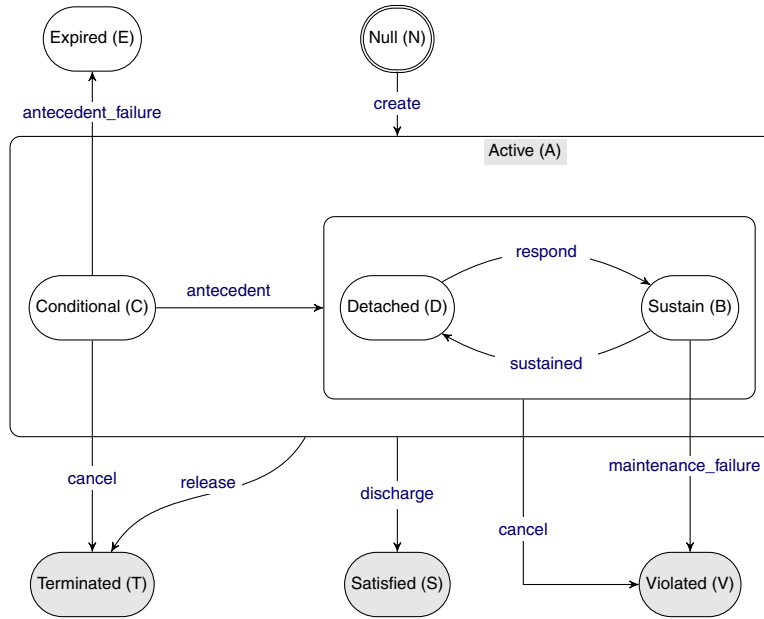 Expired (E)
Null (N)
antecedent_failure
create
Active (A)
respond
antecedent
Conditional (C)
Detached (D)
Sustain (B)
sustained
cancel
release
discharge
maintenance_failure
cancel
Terminated (T)
Satisfied (S)
Violated (V)